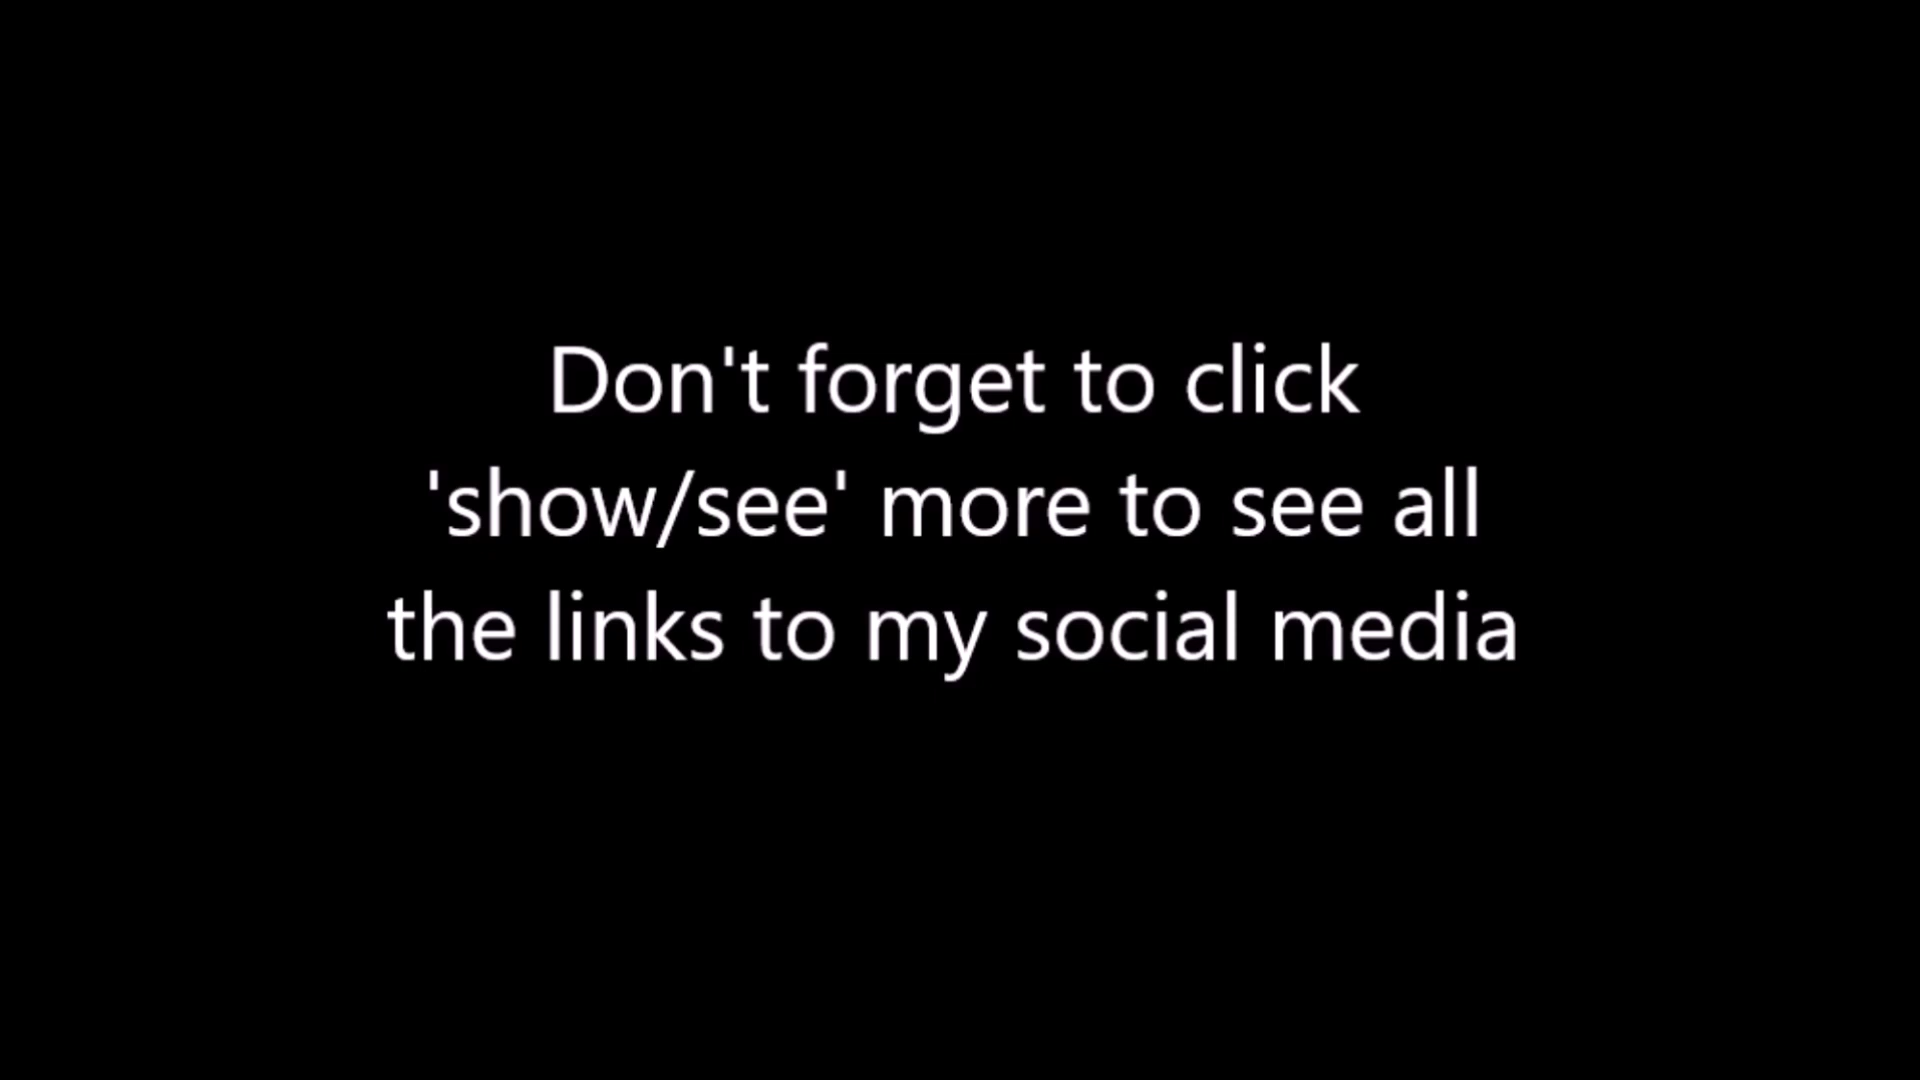 Don't forget to click
'show/see' more to see all
the links to my social media